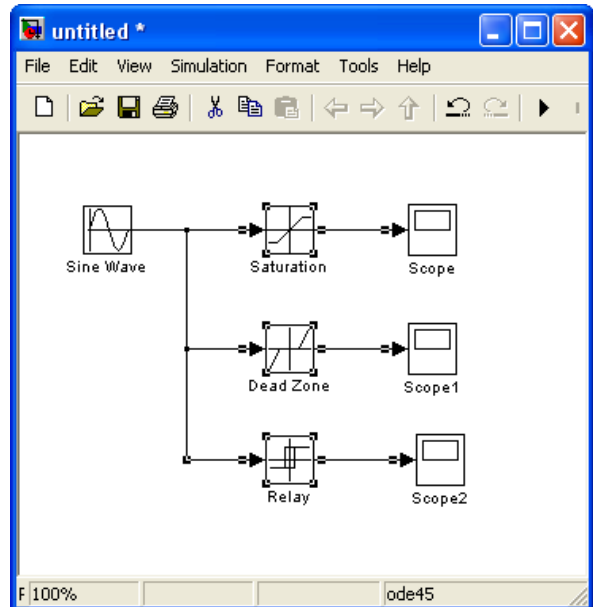 untitled *
File Edit View Simulation Format Tools Help
Sine Wave
Saturation
Scope
Dead Zone
Scope1
Relay
Scope2
F 100% ode45